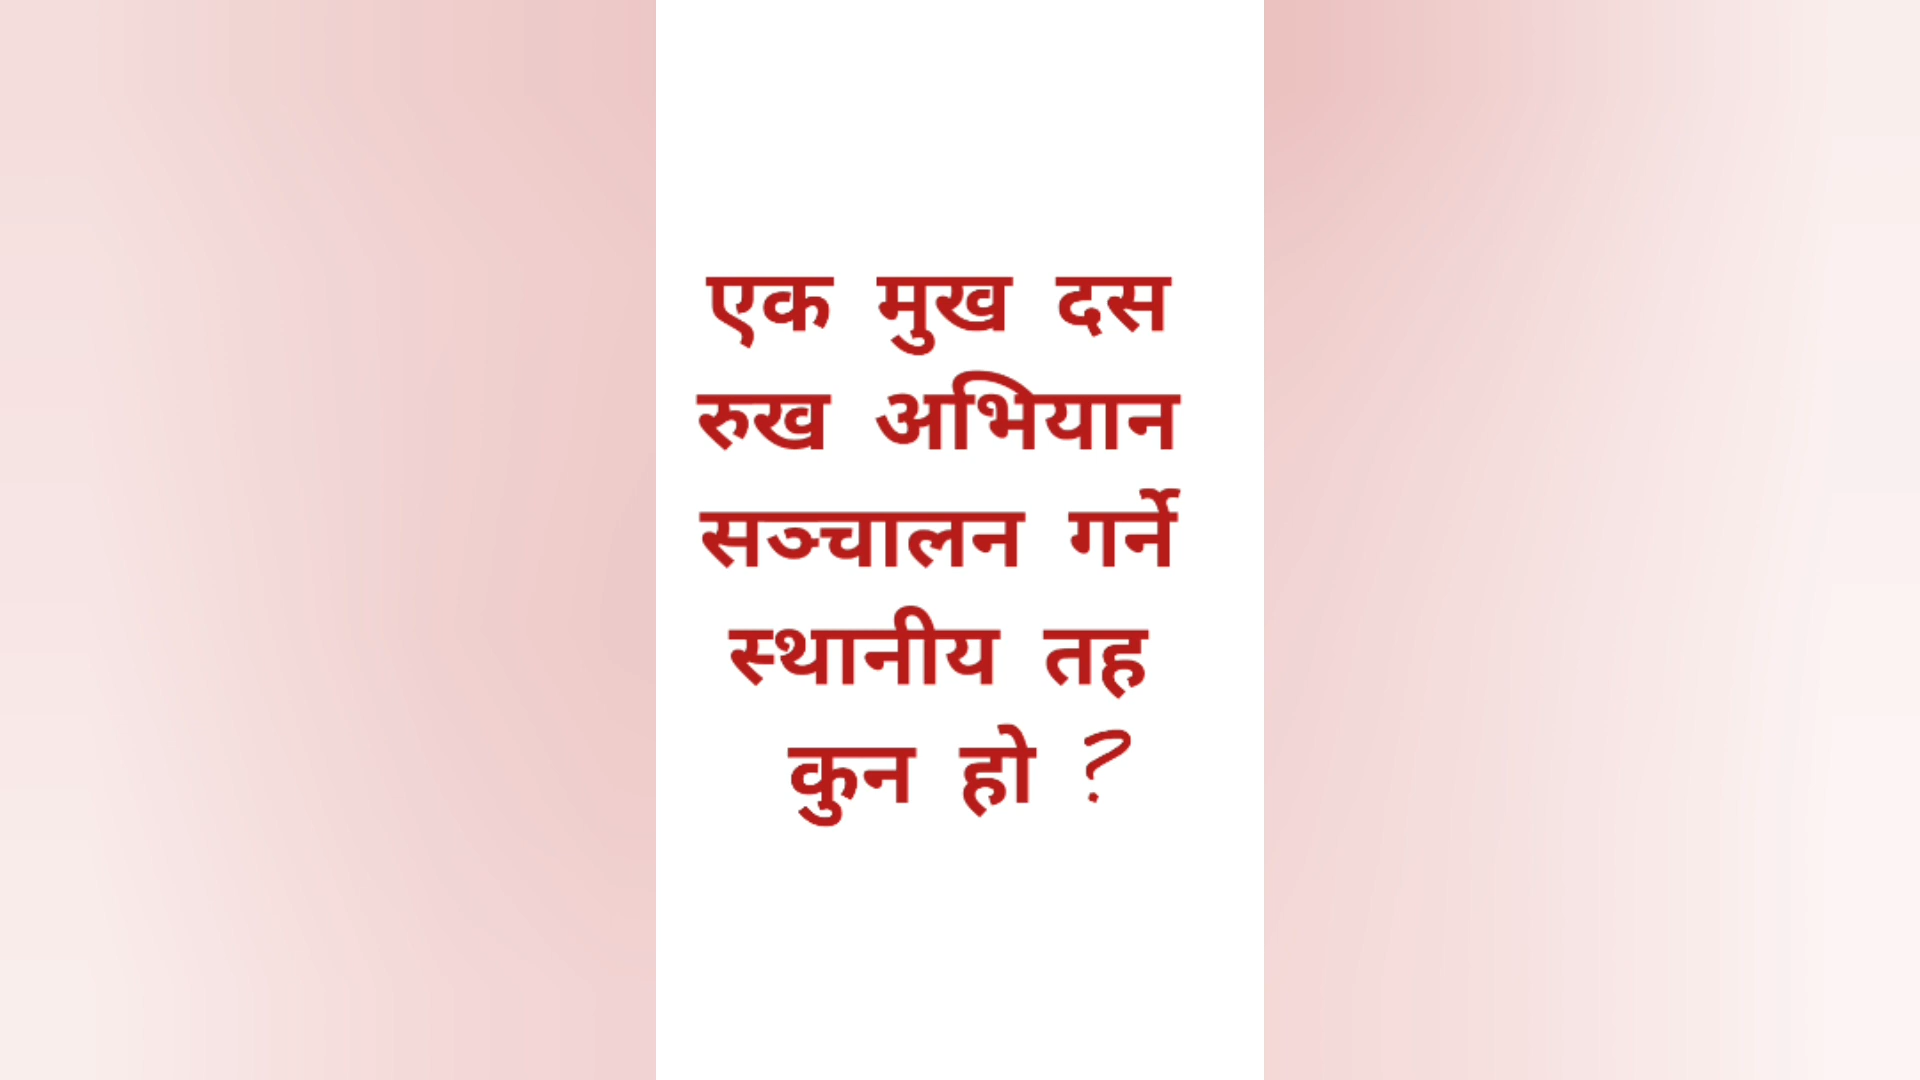 एक मुख दस
रुख अभियान
सञ्चालन गर्ने
स्थानीय तह
कुन हो ?